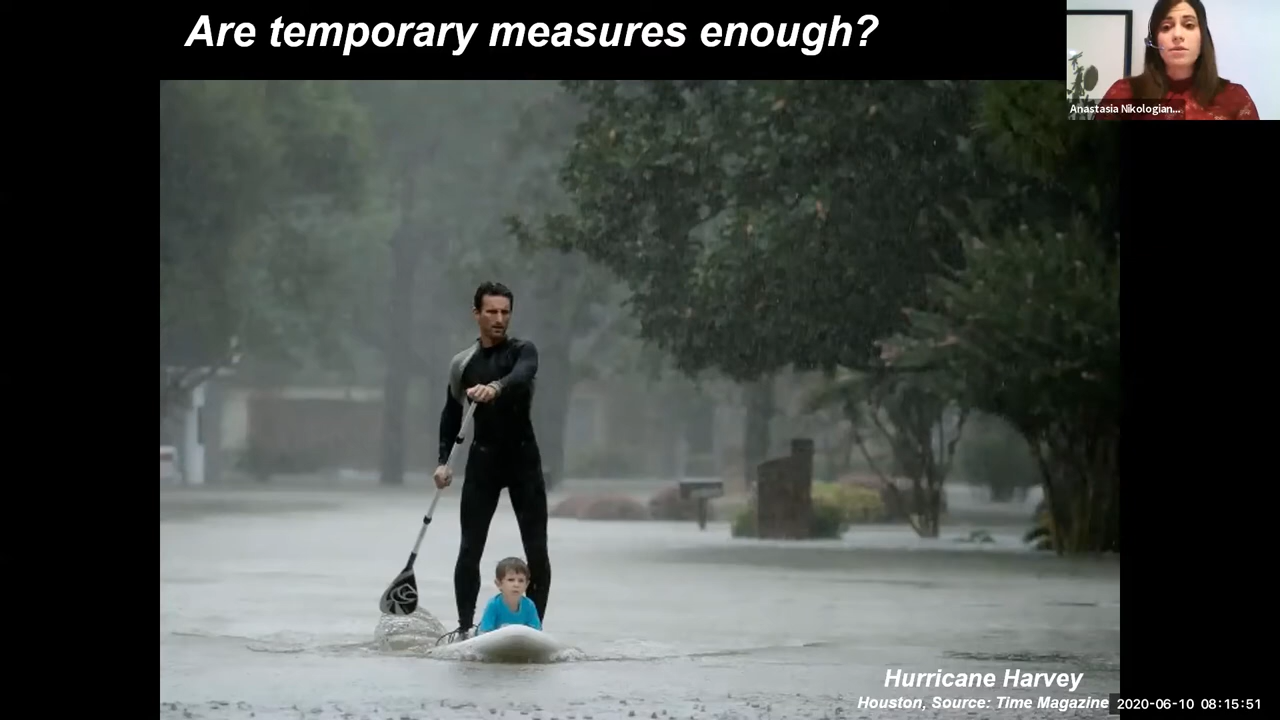 Are temporary measures enough?
Anastasia Nikologian...
Hurricane Harvey
Houston, Source: Time Magazine
2020-06-10 08:15:51